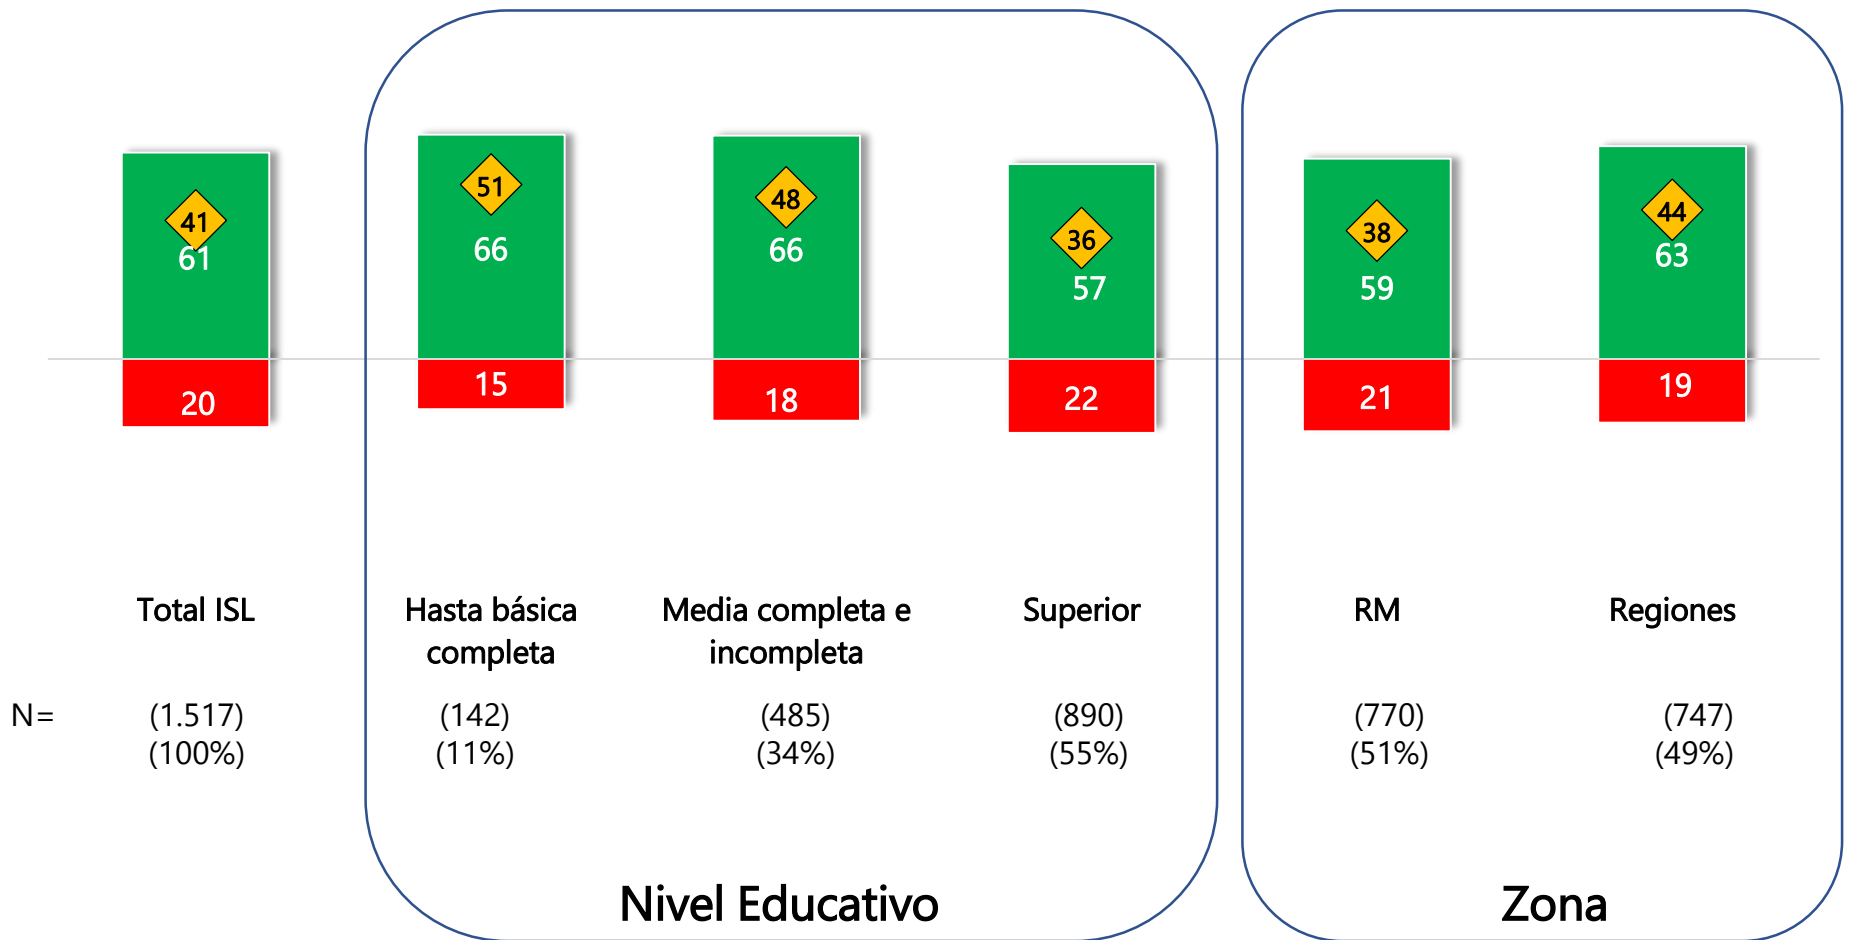 41
61
20
51
66
15
48
66
18
36
57
22
38
59
21
44
63
19
Total ISL
Hasta básica
completa
Media completa e
incompleta
Superior
RM
Regiones
N= (1.517) (142) (485) (890) (770) (747)
(100%) (11%) (34%) (55%) (51%) (49%)
Nivel Educativo
Zona